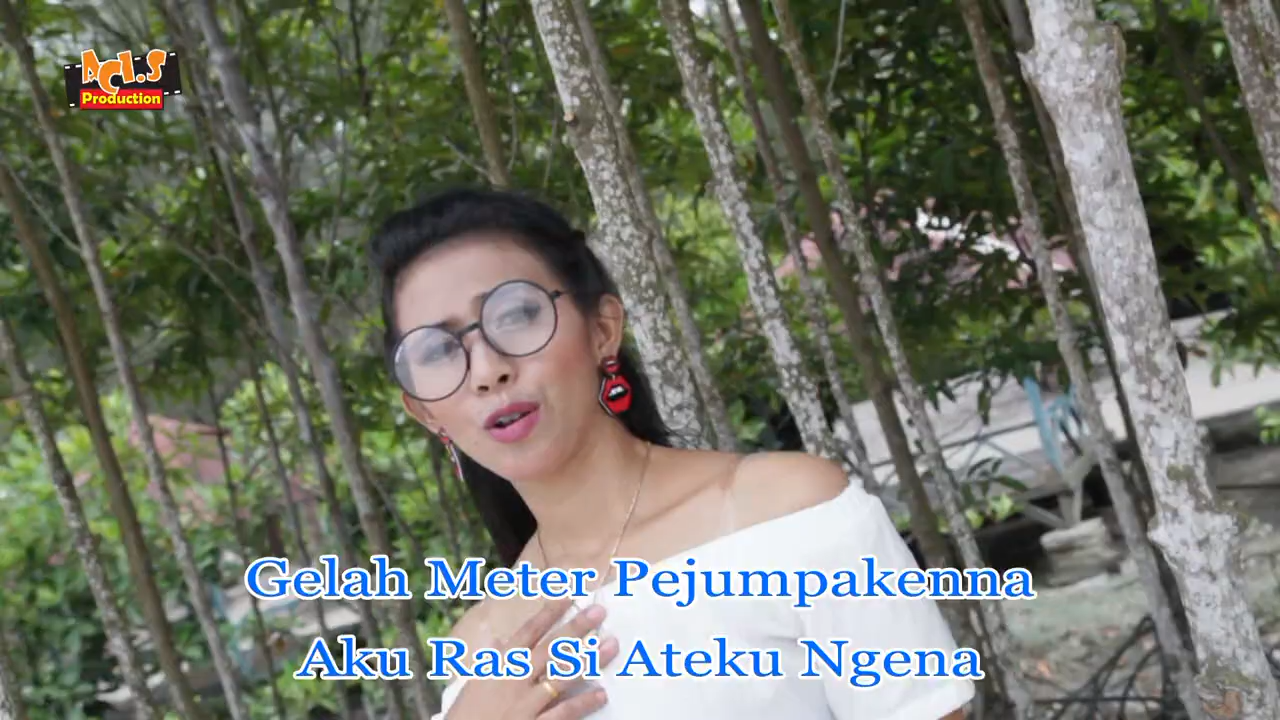 ACI.S
Production
Gelah Meter Pejumpakenna
Aku Ras Si Ateku Ngena